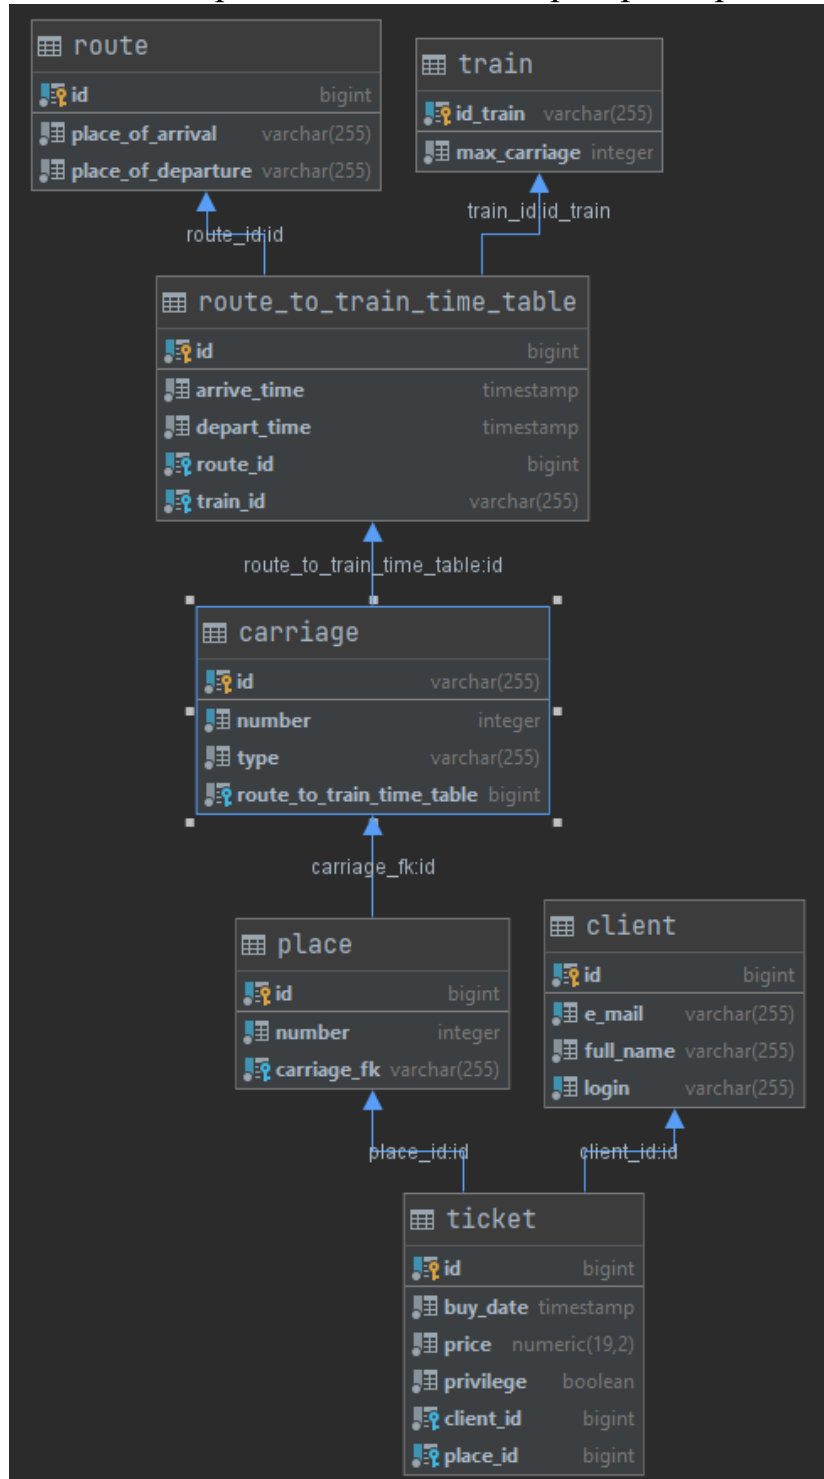 route
id bigint
place_of_arrival varchar(255)
place_of_departure varchar(255)
train
id_train varchar(255)
max_carriage integer
route_id:id
train_id:id_train
route_to_train_time_table
id bigint
arrive_time timestamp
depart_time timestamp
route_id bigint
train_id varchar(255)
route_to_train_time_table:id
carriage
id varchar(255)
number integer
type varchar(255)
route_to_train_time_table bigint
carriage_fk:id
place
id bigint
number integer
carriage_fk varchar(255)
client
id bigint
e_mail varchar(255)
full_name varchar(255)
login varchar(255)
place_id:id
client_id:id
ticket
id bigint
buy_date timestamp
price numeric(19,2)
privilege boolean
client_id bigint
place_id bigint